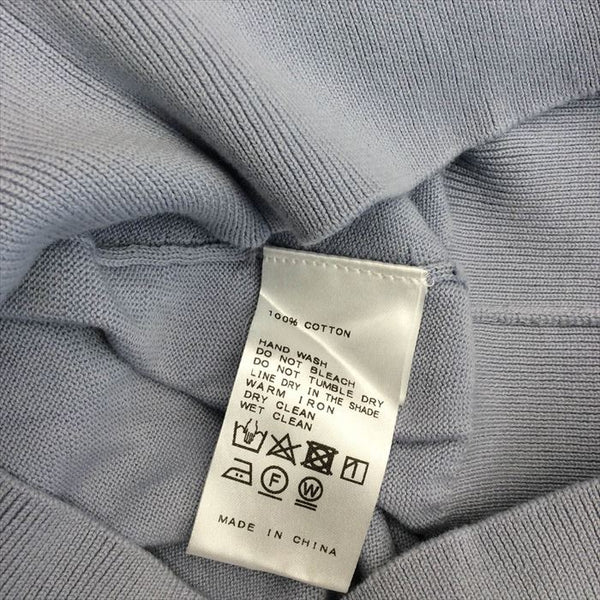 100% COTTON
HAND WASH
DO NOT BLEACH
DO NOT TUMBLE DRY
LINE DRY IN THE SHADE
WARM IRON
DRY CLEAN
WET CLEAN
F W
MADE IN CHINA